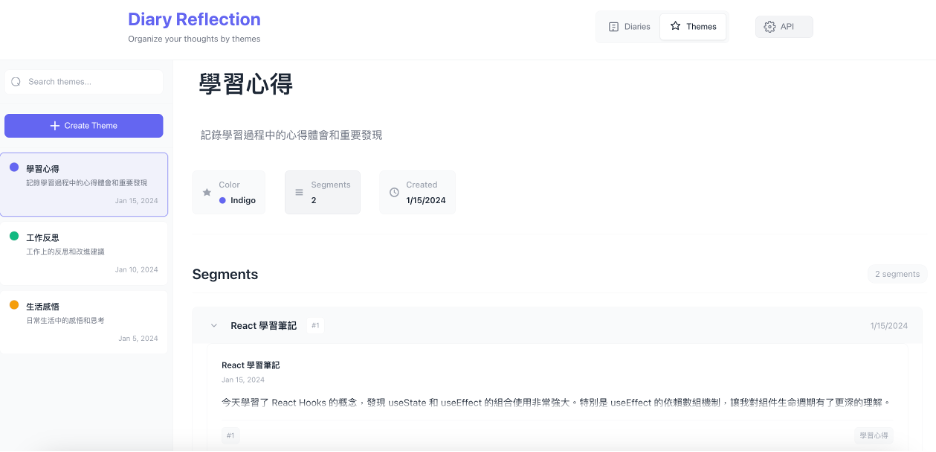 Diary Reflection
Organize your thoughts by themes
Diaries
Themes
API
Search themes...
Create Theme
學習心得
記錄學習過程中的心得體會和重要發現
Jan 15, 2024
工作反思
工作上的反思和改進建議
Jan 10, 2024
生活感悟
日常生活中的感悟和思考
Jan 5, 2024
學習心得
記錄學習過程中的心得體會和重要發現
Color
Indigo
Segments
2
Created
1/15/2024
Segments
2 segments
React 學習筆記
#1
1/15/2024
React 學習筆記
Jan 15, 2024
今天學習了 React Hooks 的概念，發現 useState 和 useEffect 的組合使用非常強大。特別是 useEffect 的依賴數組機制，讓我對組件生命週期有了更深的理解。
#1
學習心得